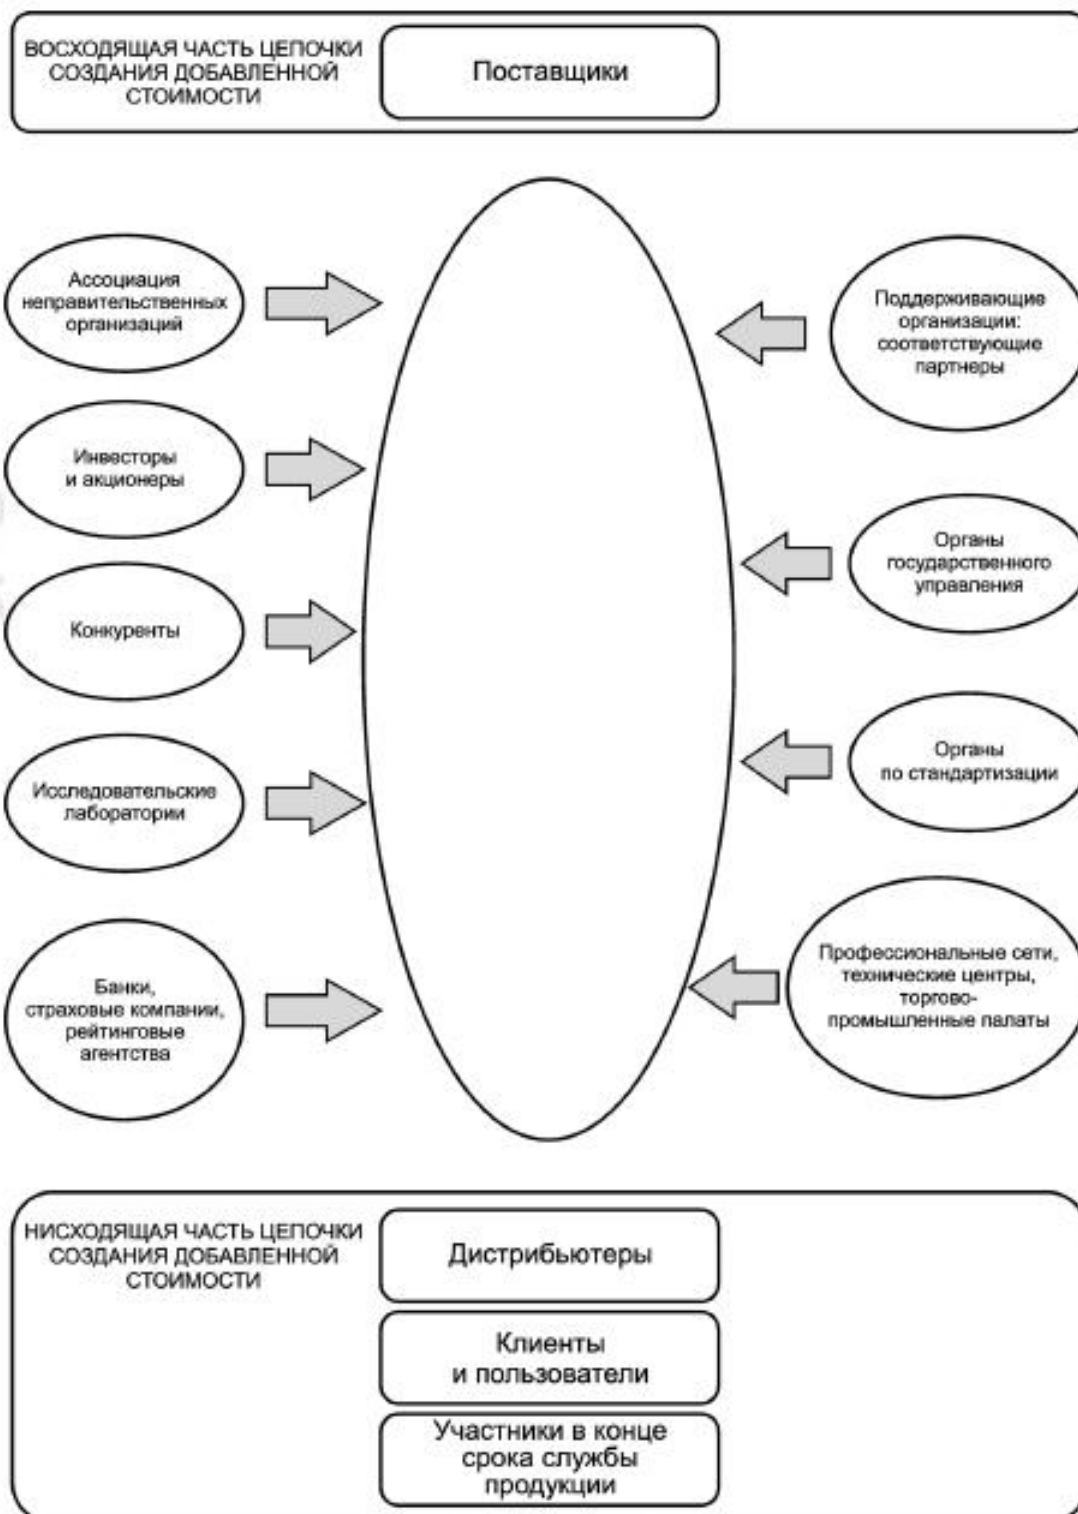 ВОСХОДЯЩАЯ ЧАСТЬ ЦЕПОЧКИ
СОЗДАНИЯ ДОБАВЛЕННОЙ
СТОИМОСТИ
Поставщики
Ассоциация
неправительственных
организаций
Поддерживающие
организации:
соответствующие
партнеры
Инвесторы
и акционеры
Органы
государственного
управления
Конкуренты
Органы
по стандартизации
Исследовательские
лаборатории
Профессиональные сети,
технические центры,
торгово-
промышленные палаты
Банки,
страховые компании,
рейтинговые
агентства
НИСХОДЯЩАЯ ЧАСТЬ ЦЕПОЧКИ
СОЗДАНИЯ ДОБАВЛЕННОЙ
СТОИМОСТИ
Дистрибьютеры
Клиенты
и пользователи
Участники в конце
срока службы
продукции